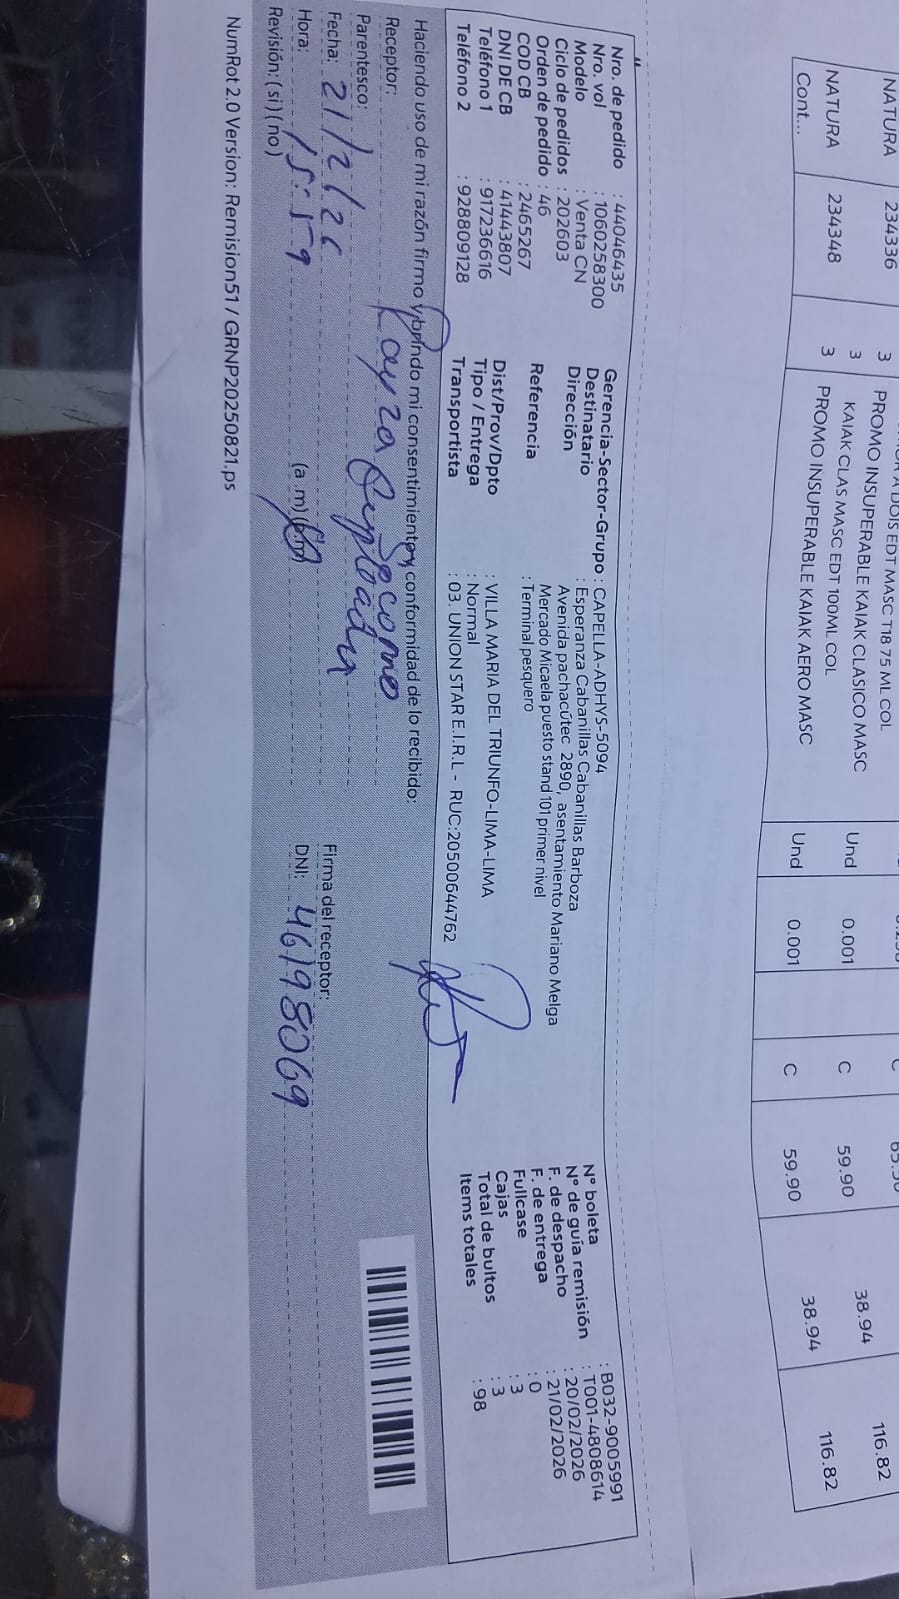 NATURA 234336 3 PROMO INSUPERABLE KAIAK CLASICO MASC
3 KAIAK CLAS MASC EDT 100ML COL Und 0.001 C 59.90 38.94 116.82
NATURA 234348 3 PROMO INSUPERABLE KAIAK AERO MASC Und 0.001 C 59.90 38.94 116.82
Cont...
Nro. de pedido : 44046435
Nro. vol : 1060258300
Modelo : Venta CN
Ciclo de pedidos : 202603
Orden de pedido : 46
COD CB : 2465267
DNI DE CB : 41443807
Teléfono 1 : 917236616
Teléfono 2 : 928809128
Gerencia-Sector-Grupo : CAPELLA-ADHYS-5094
Destinatario : Esperanza Cabanillas Cabanillas Barboza
Dirección Avenida pachacútec 2890, asentamiento Mariano Melga
Mercado Micaela puesto stand 101 primer nivel
Referencia : Terminal pesquero
Dist/Prov/Dpto : VILLA MARIA DEL TRIUNFO-LIMA-LIMA
Tipo / Entrega : Normal
Transportista : 03. UNION STAR E.I.R.L - RUC:20500644762
N° boleta : B032-9005991
N° de guía remisión : T001-4808614
F. de despacho : 20/02/2026
F. de entrega : 21/02/2026
Fullcase : 0
Cajas : 3
Total de bultos : 3
Items totales : 98
Haciendo uso de mi razón firmo y brindo mi consentimiento y conformidad de lo recibido:
Receptor:
Parentesco:
Fecha: 21/2/26 Firma del receptor:
Hora: 15:59 (a.m) (p.m) DNI: 46198069
Revisión: ( si ) ( no )
NumRot 2.0 Version: Remision51 / GRNP20250821.ps